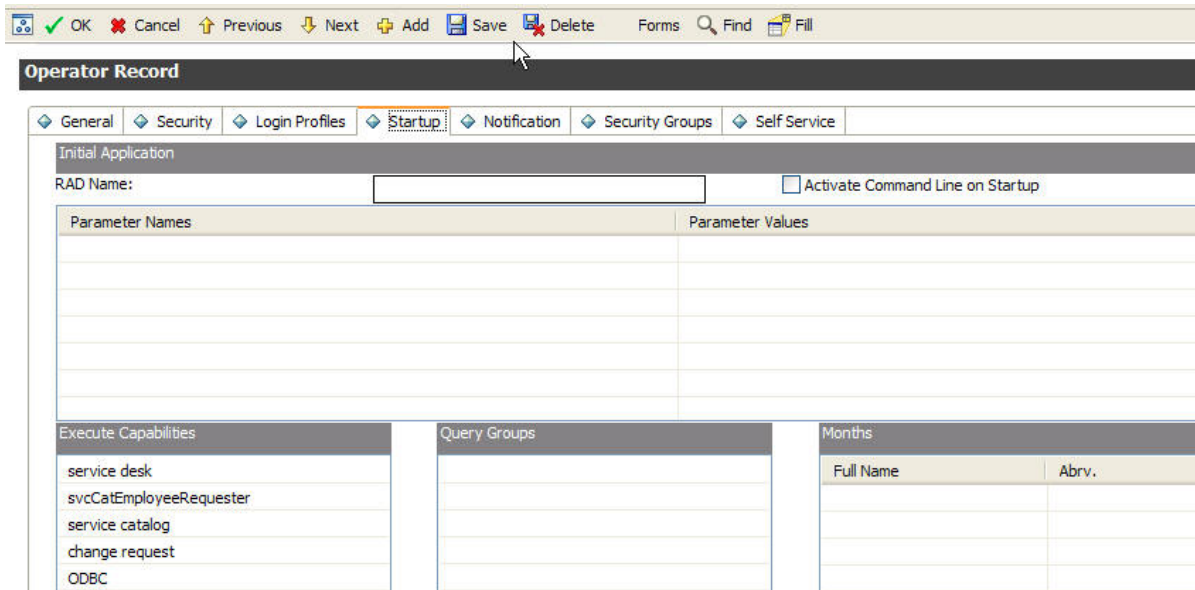 OK Cancel Previous Next Add Save Delete Forms Find Fill
Operator Record
General Security Login Profiles Startup Notification Security Groups Self Service
Initial Application
RAD Name: Activate Command Line on Startup
Parameter Names Parameter Values
Execute Capabilities Query Groups Months
service desk Full Name Abrv.
svcCatEmployeeRequester
service catalog
change request
ODBC